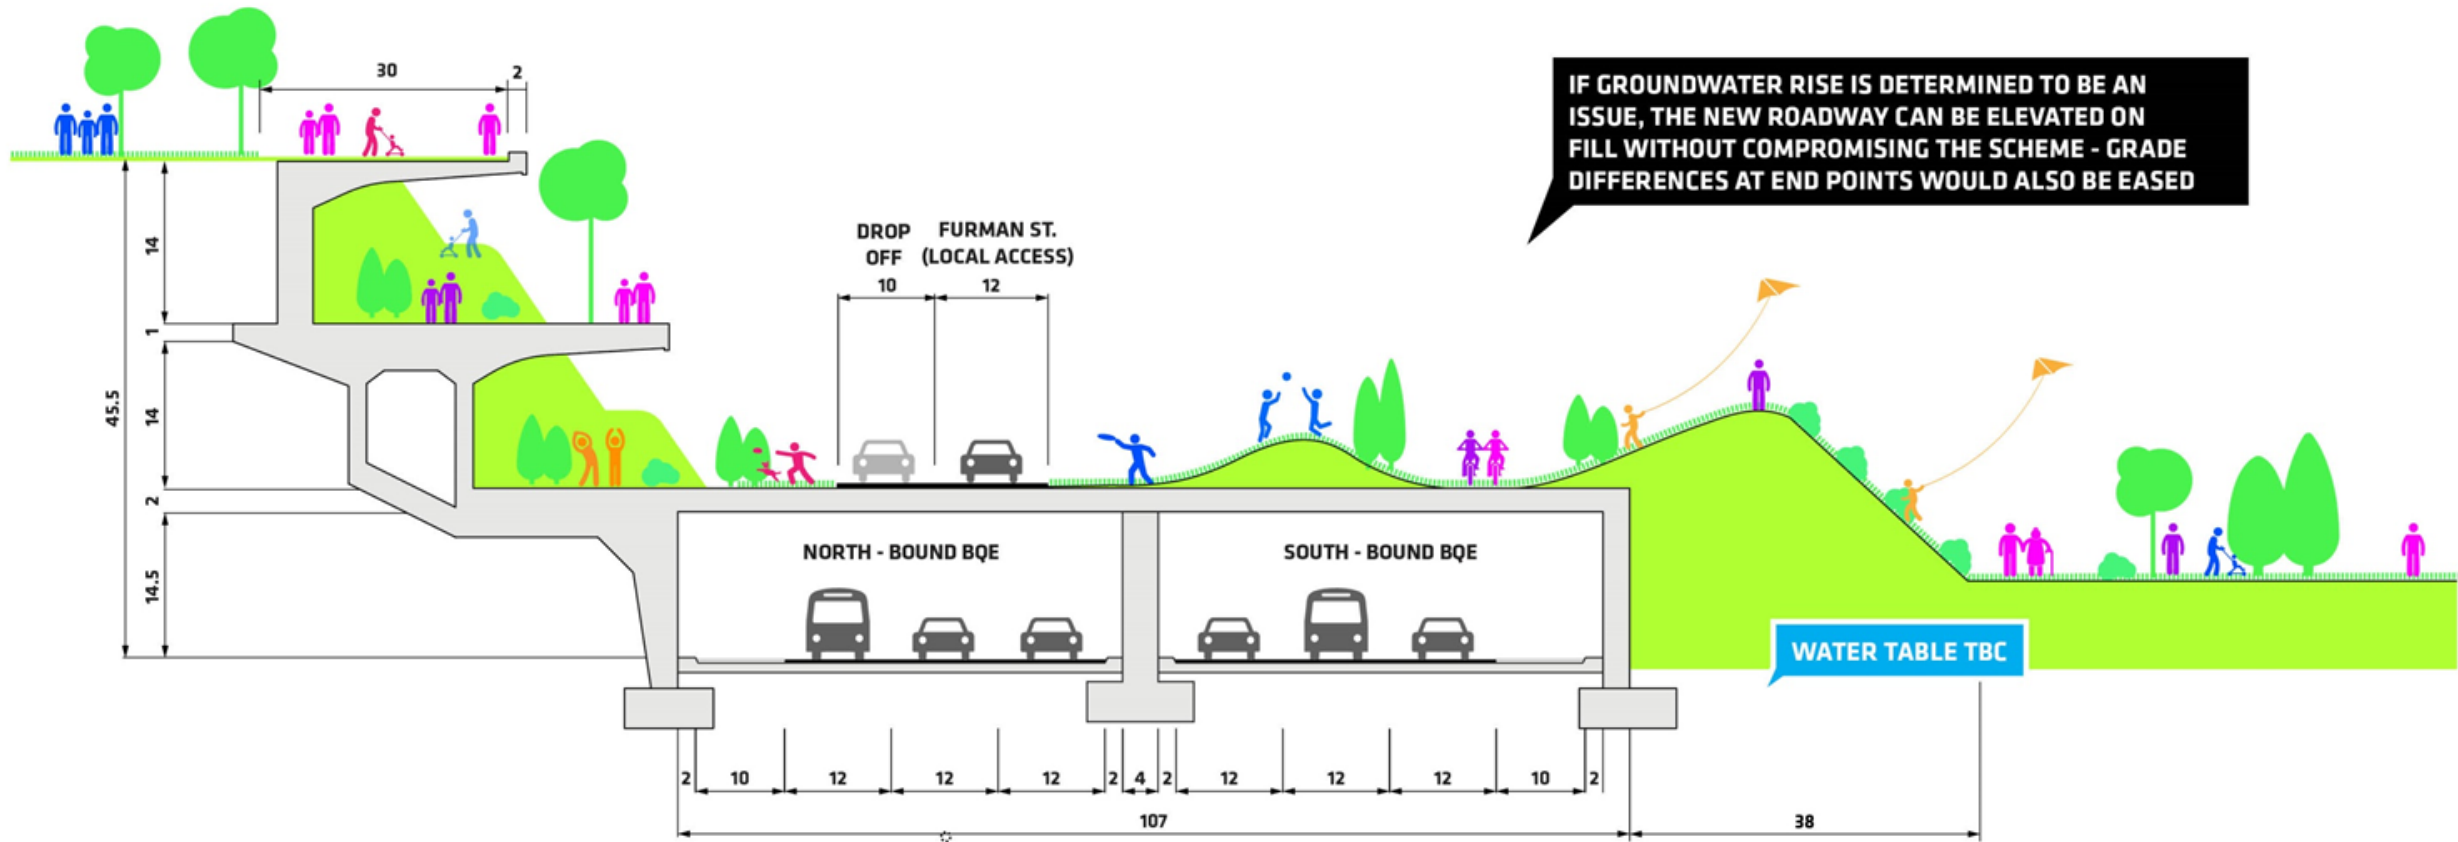 30
2
IF GROUNDWATER RISE IS DETERMINED TO BE AN
ISSUE, THE NEW ROADWAY CAN BE ELEVATED ON
FILL WITHOUT COMPROMISING THE SCHEME - GRADE
DIFFERENCES AT END POINTS WOULD ALSO BE EASED
DROP
OFF
10
FURMAN ST.
(LOCAL ACCESS)
12
14
1
45.5
14
2
14.5
NORTH - BOUND BQE
SOUTH - BOUND BQE
WATER TABLE TBC
2 10 12 12 12 2 4 2 12 12 12 10 2
107
38